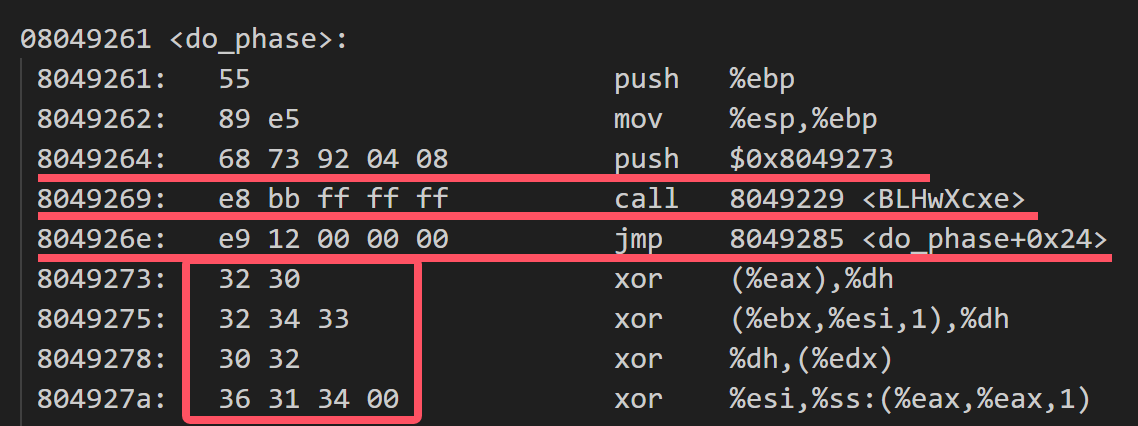 08049261 <do_phase>:
8049261: 55 push %ebp
8049262: 89 e5 mov %esp,%ebp
8049264: 68 73 92 04 08 push $0x8049273
8049269: e8 bb ff ff ff call 8049229 <BLHwXcxe>
804926e: e9 12 00 00 00 jmp 8049285 <do_phase+0x24>
8049273: 32 30 xor (%eax),%dh
8049275: 32 34 33 xor (%ebx,%esi,1),%dh
8049278: 30 32 xor %dh,(%edx)
804927a: 36 31 34 00 xor %esi,%ss:(%eax,%eax,1)